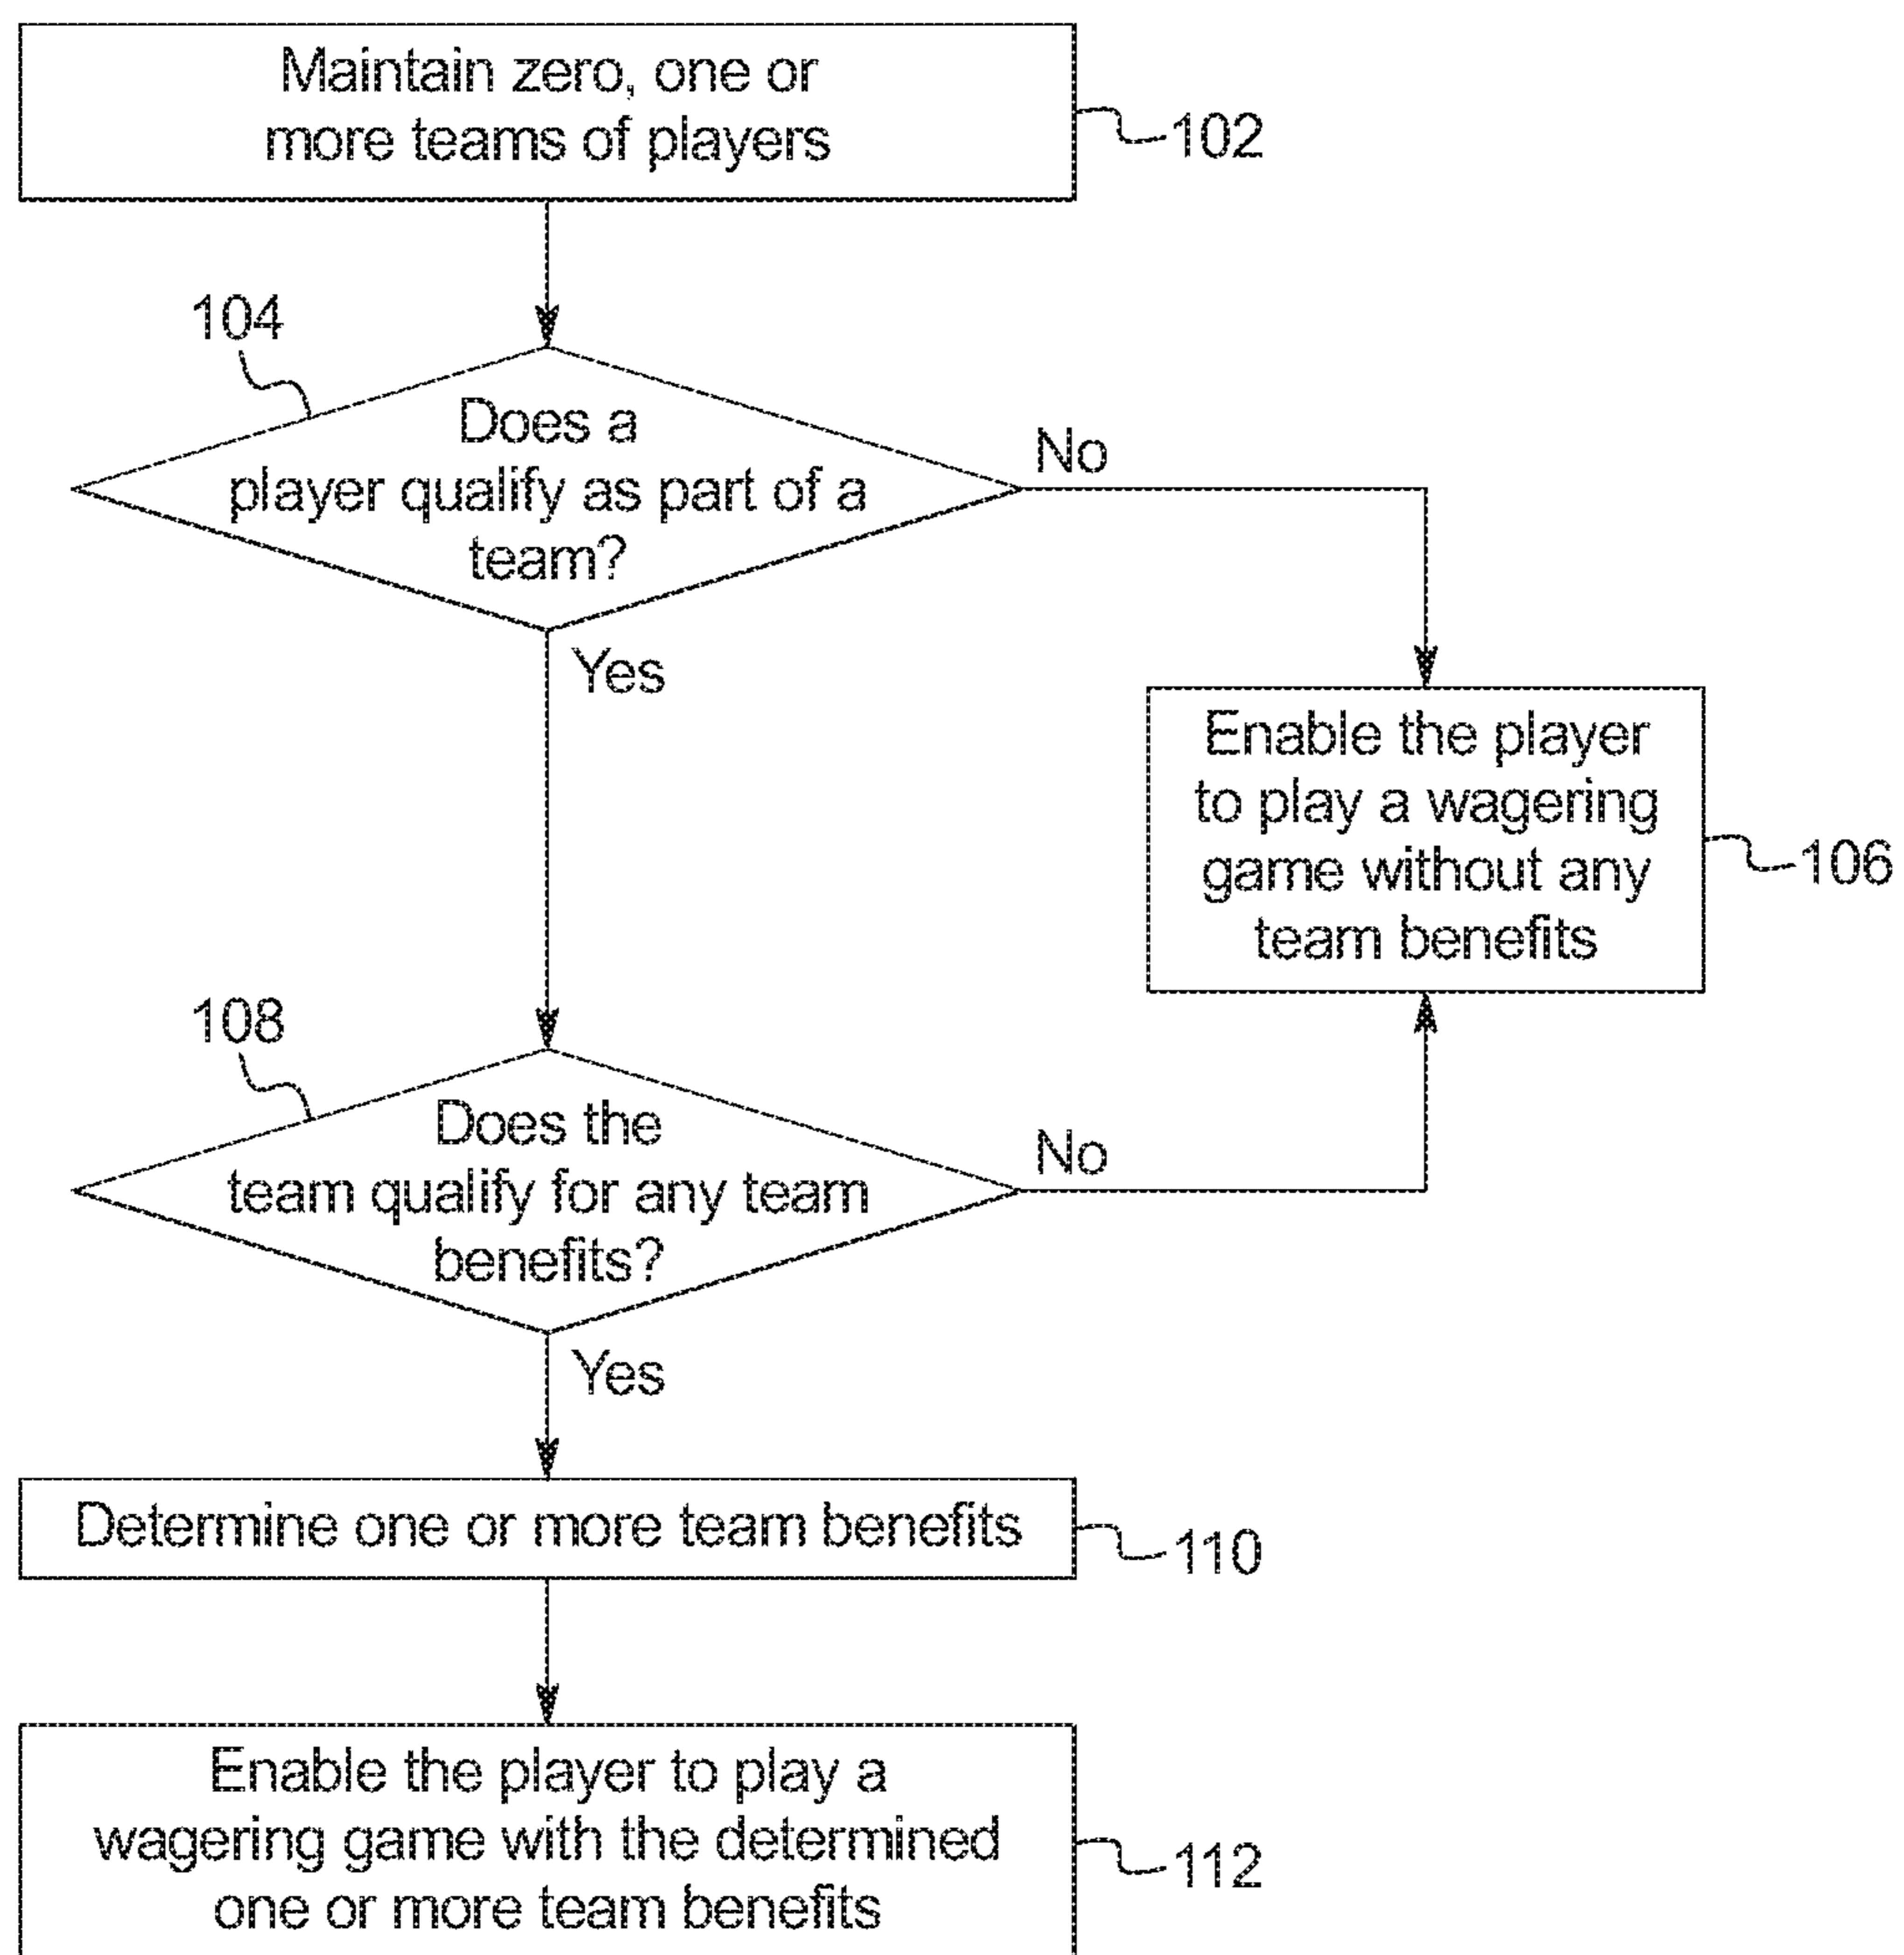 Maintain zero, one or
more teams of players
102
104
Does a
player qualify as part of a
team?
No
Yes
Enable the player
to play a wagering
game without any
team benefits
106
108
Does the
team qualify for any team
benefits?
No
Yes
Determine one or more team benefits
110
Enable the player to play a
wagering game with the determined
one or more team benefits
112